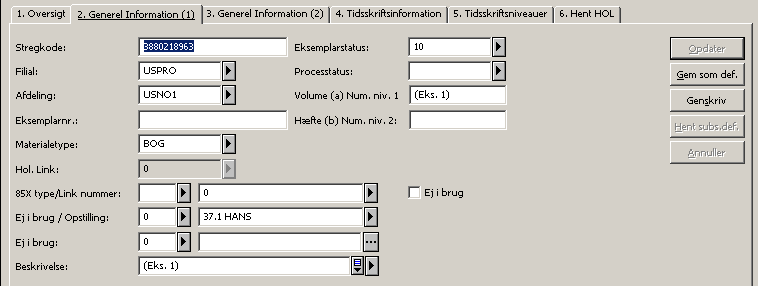 1. Oversigt 2. Generel Information (1) 3. Generel Information (2) 4. Tidsskriftsinformation 5. Tidsskriftsniveauer 6. Hent HOL
Stregkode: 3880218963 Eksemplarstatus: 10 Opdater
Filial: USPRO Processtatus: Gem som def.
Afdeling: USNO1 Volume (a) Num. niv. 1 (Eks. 1) Genskriv
Eksemplarnr.: Hæfte (b) Num. niv. 2: Hent subs.def.
Materialetype: BOG Annuller
Hol. Link: 0
85X type/Link nummer: 0 Ej i brug
Ej i brug / Opstilling: 0 37.1 HANS
Ej i brug: 0 ...
Beskrivelse: (Eks. 1)